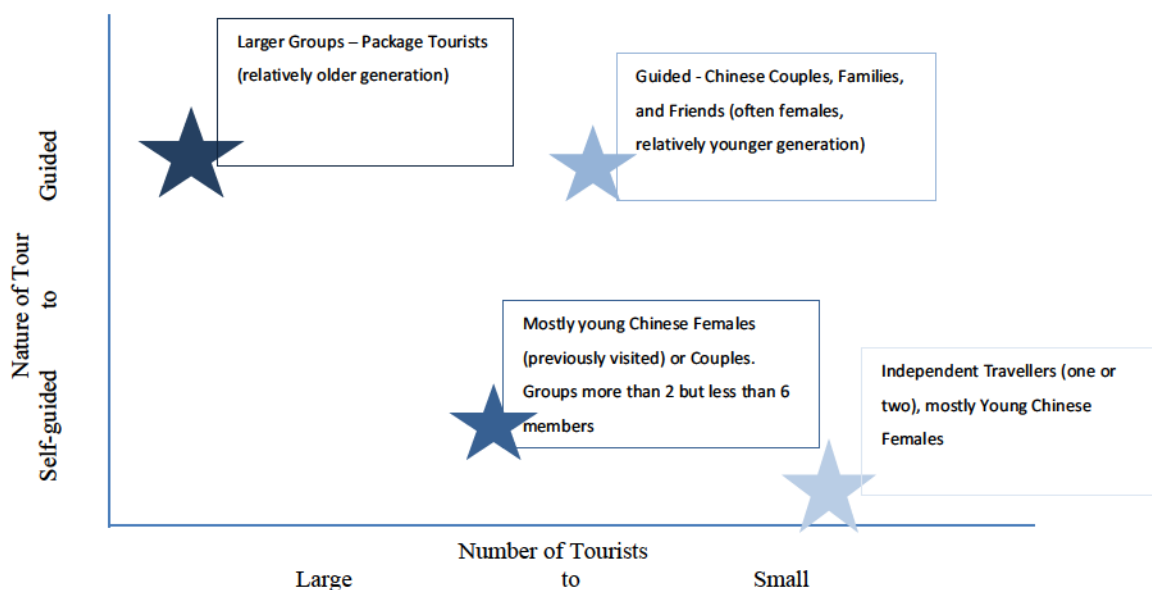 Larger Groups – Package Tourists
(relatively older generation)
Guided - Chinese Couples, Families,
and Friends (often females,
relatively younger generation)
Mostly young Chinese Females
(previously visited) or Couples.
Groups more than 2 but less than 6
members
Independent Travellers (one or
two), mostly Young Chinese
Females
Nature of Tour
Self-guided to Guided
Number of Tourists
Large to Small